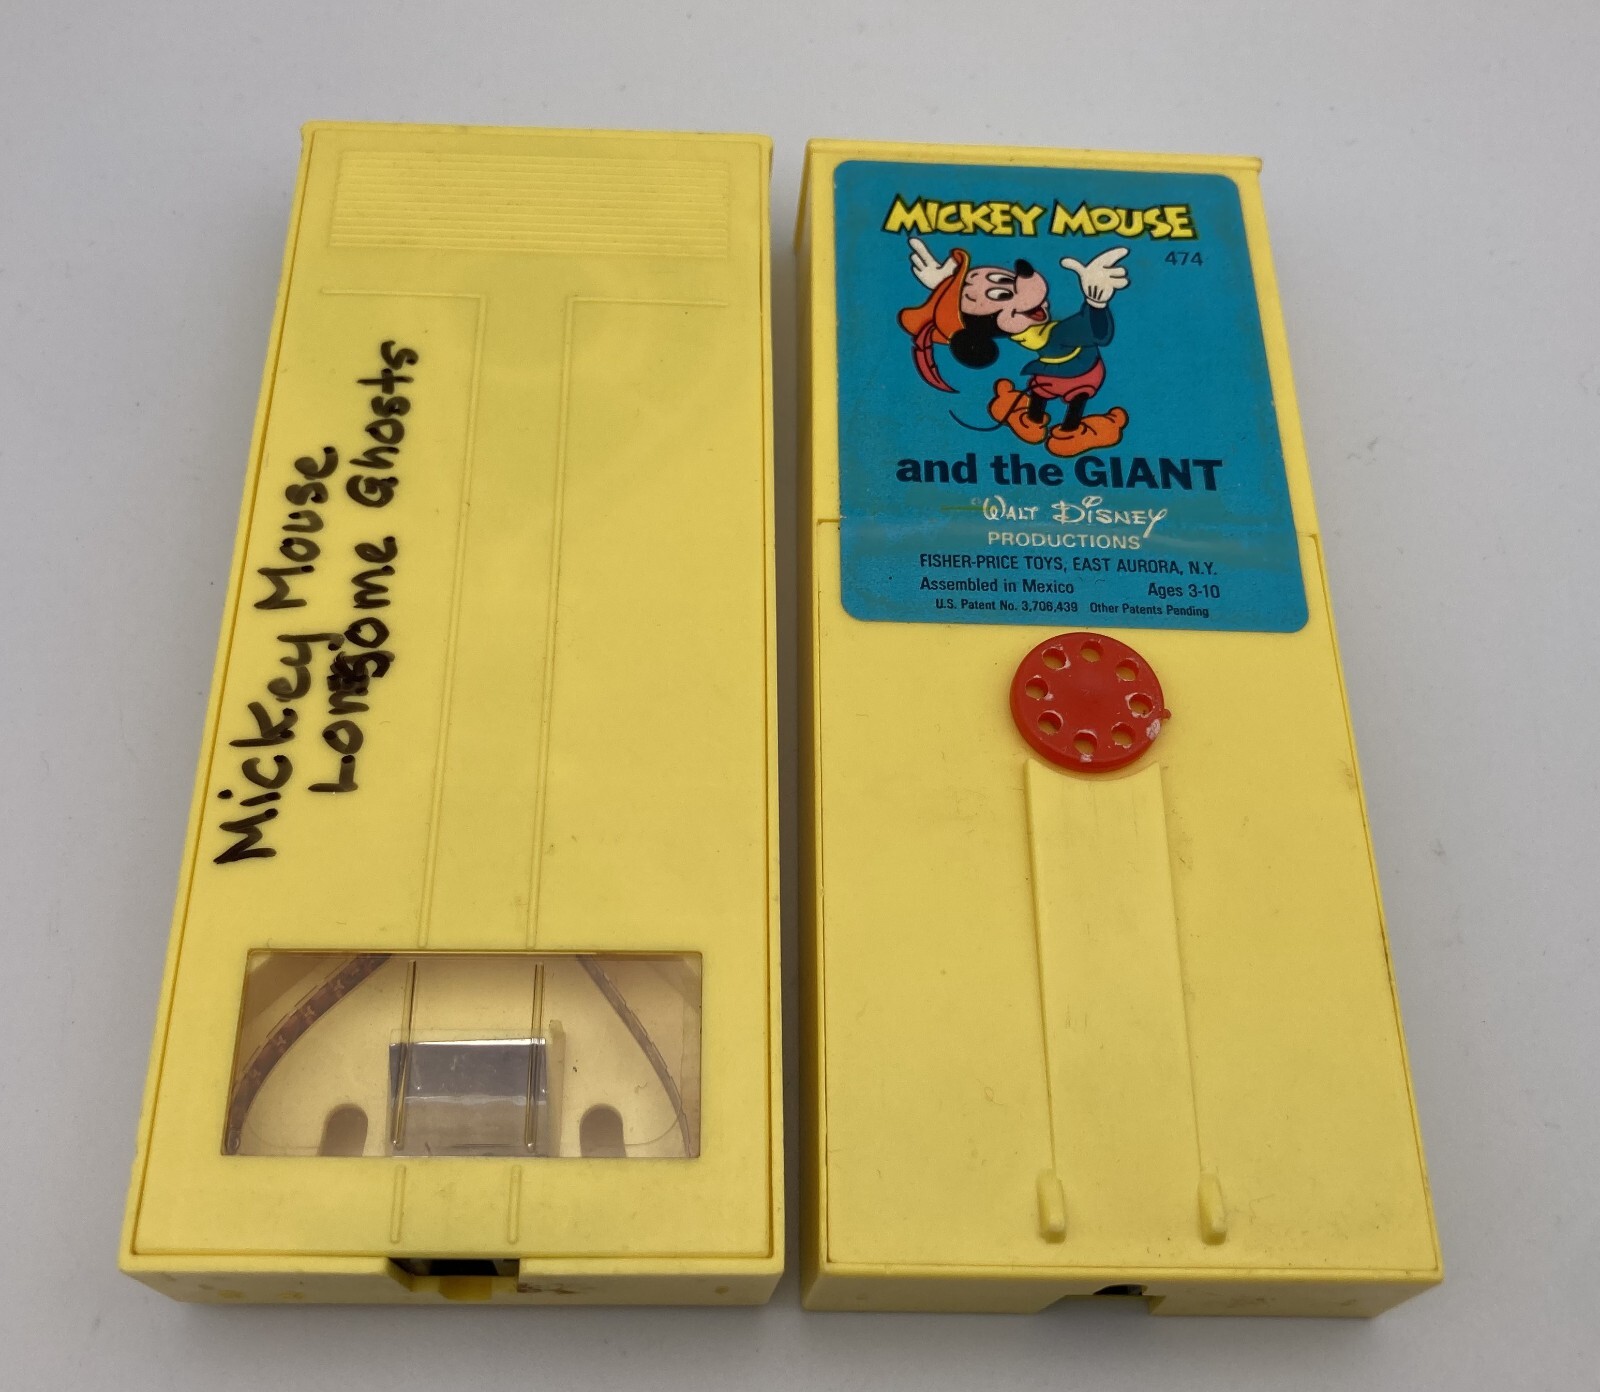 Mickey Mouse
Lonsome Ghosts
MICKEY MOUSE
474
and the GIANT
© WALT DISNEY
PRODUCTIONS
FISHER-PRICE TOYS, EAST AURORA, N.Y.
Assembled in Mexico Ages 3-10
U.S. Patent No. 3,706,439 Other Patents Pending